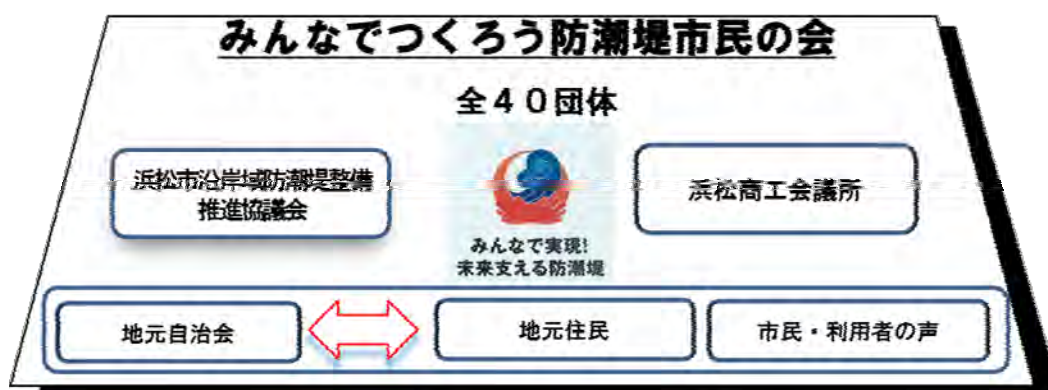 みんなでつくろう防潮堤市民の会
全４０団体
浜松市沿岸域防潮堤整備
推進協議会
浜松商工会議所
みんなで実現!
未来支える防潮堤
地元自治会
地元住民
市民・利用者の声